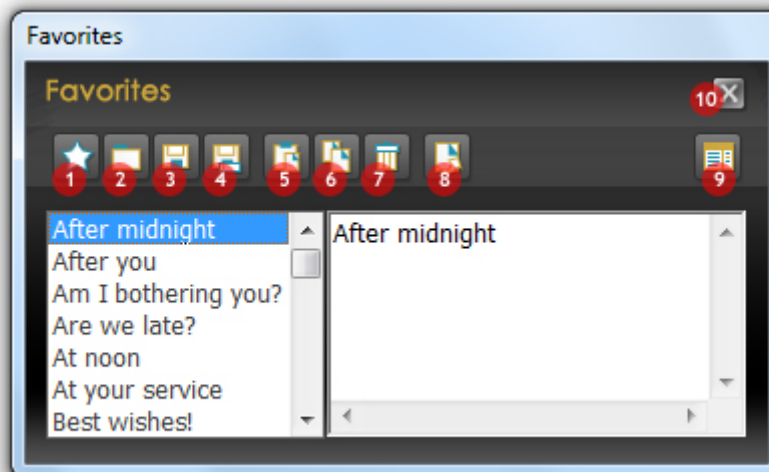 Favorites
Favorites
10
1 2 3 4 5 6 7 8 9
After midnight
After you
Am I bothering you?
Are we late?
At noon
At your service
Best wishes!
After midnight